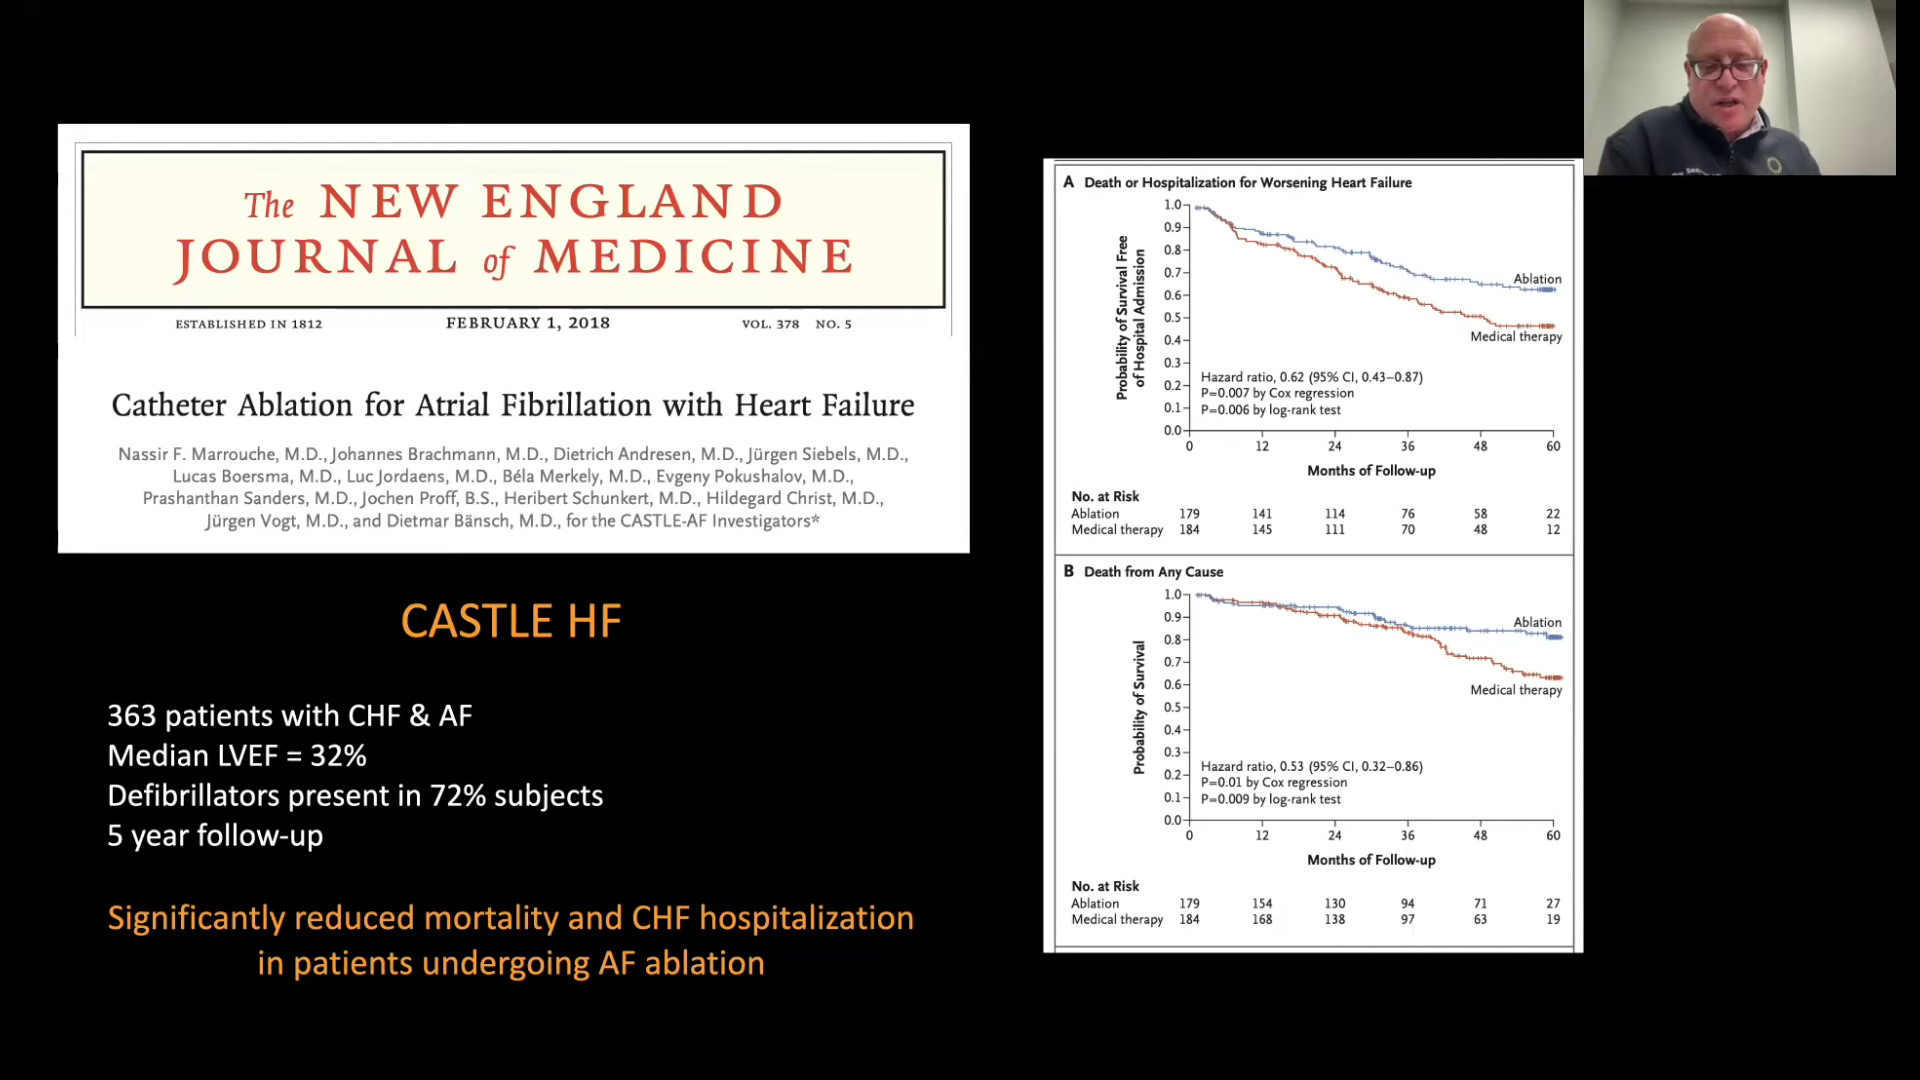 The NEW ENGLAND
JOURNAL of MEDICINE
ESTABLISHED IN 1812 FEBRUARY 1, 2018 VOL. 378 NO. 5
Catheter Ablation for Atrial Fibrillation with Heart Failure
Nassir F. Marrouche, M.D., Johannes Brachmann, M.D., Dietrich Andresen, M.D., Jürgen Siebels, M.D.,
Lucas Boersma, M.D., Luc Jordaens, M.D., Béla Merkely, M.D., Evgeny Pokushalov, M.D.,
Prashanthan Sanders, M.D., Jochen Proff, B.S., Heribert Schunkert, M.D., Hildegard Christ, M.D.,
Jürgen Vogt, M.D., and Dietmar Bänsch, M.D., for the CASTLE-AF Investigators*
CASTLE HF
363 patients with CHF & AF
Median LVEF = 32%
Defibrillators present in 72% subjects
5 year follow-up
Significantly reduced mortality and CHF hospitalization
in patients undergoing AF ablation
A Death or Hospitalization for Worsening Heart Failure
Probability of Survival Free
of Hospital Admission
1.0
0.9
0.8
0.7
0.6
0.5
0.4
0.3
0.2
0.1
0.0
Ablation
Medical therapy
Hazard ratio, 0.62 (95% CI, 0.43–0.87)
P=0.007 by Cox regression
P=0.006 by log-rank test
0 12 24 36 48 60
Months of Follow-up
No. at Risk
Ablation 179 141 114 76 58 22
Medical therapy 184 145 111 70 48 12
B Death from Any Cause
Probability of Survival
1.0
0.9
0.8
0.7
0.6
0.5
0.4
0.3
0.2
0.1
0.0
Ablation
Medical therapy
Hazard ratio, 0.53 (95% CI, 0.32–0.86)
P=0.01 by Cox regression
P=0.009 by log-rank test
0 12 24 36 48 60
Months of Follow-up
No. at Risk
Ablation 179 154 130 94 71 27
Medical therapy 184 168 138 97 63 19